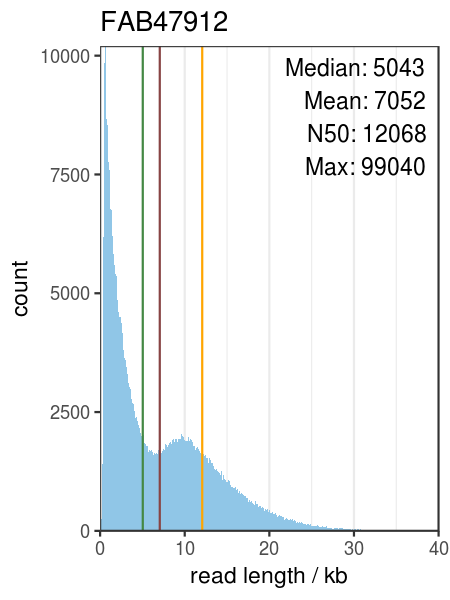 FAB47912
Median: 5043
Mean: 7052
N50: 12068
Max: 99040
10000
7500
5000
2500
0
count
0 10 20 30 40
read length / kb